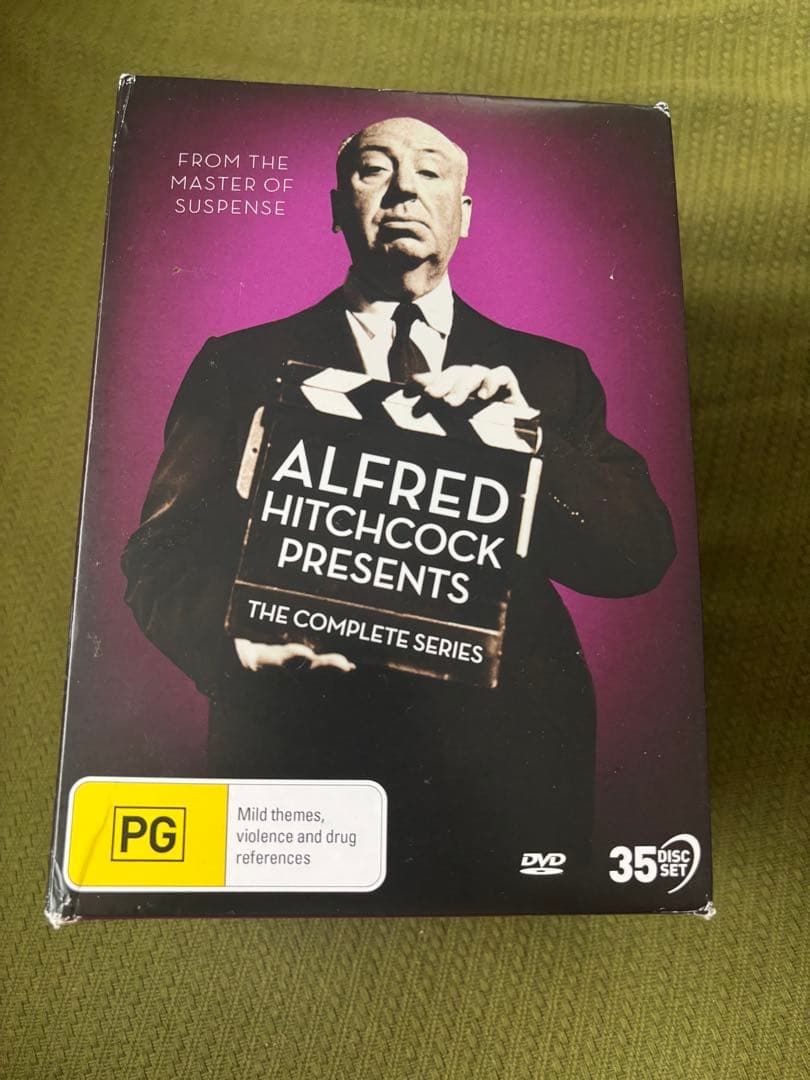 FROM THE
MASTER OF
SUSPENSE
ALFRED
HITCHCOCK
PRESENTS
THE COMPLETE SERIES
PG
Mild themes,
violence and drug
references
DVD
35 DISC
SET